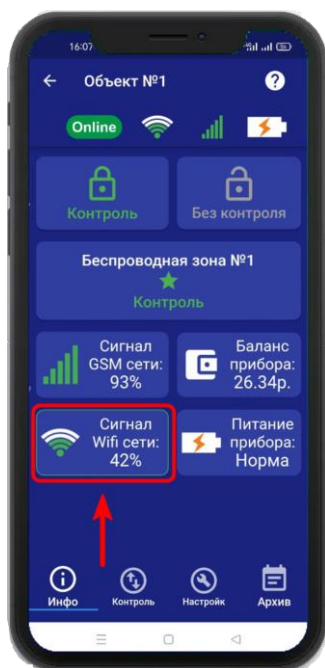 16:07
Объект №1
?
Online
Контроль
Без контроля
Беспроводная зона №1
Контроль
Сигнал
GSM сети:
93%
Баланс
прибора:
26.34р.
Сигнал
Wifi сети:
42%
Питание
прибора:
Норма
Инфо
Контроль
Настройк
Архив